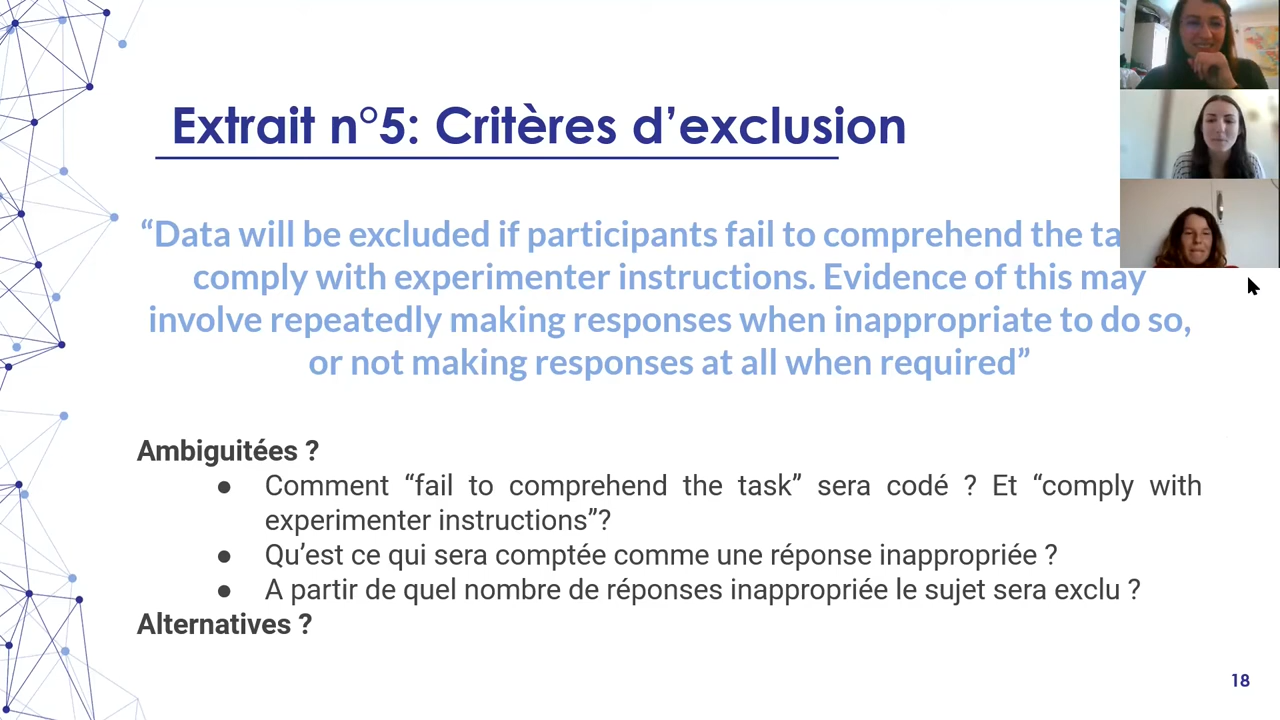 Extrait n°5: Critères d’exclusion
“Data will be excluded if participants fail to comprehend the
comply with experimenter instructions. Evidence of this may
involve repeatedly making responses when inappropriate to do so,
or not making responses at all when required”
Ambiguitées ?
● Comment “fail to comprehend the task” sera codé ? Et “comply with
experimenter instructions”?
● Qu’est ce qui sera comptée comme une réponse inappropriée ?
● A partir de quel nombre de réponses inappropriée le sujet sera exclu ?
Alternatives ?
18